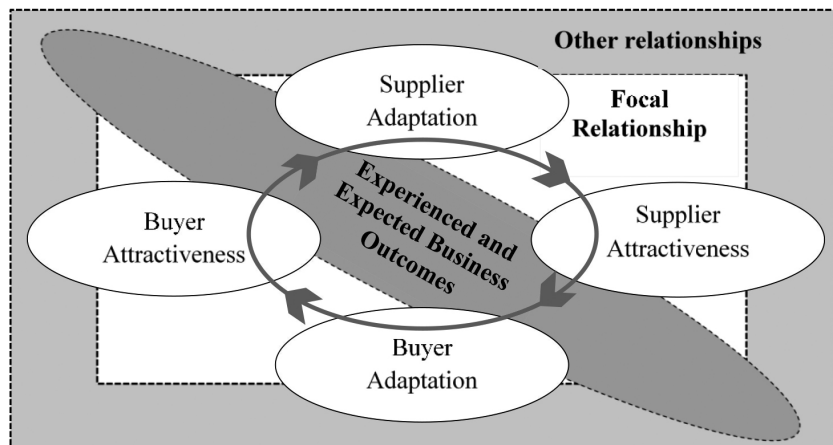 Other relationships
Supplier
Adaptation
Focal
Relationship
Experienced and
Expected Business
Outcomes
Buyer
Attractiveness
Supplier
Attractiveness
Buyer
Adaptation